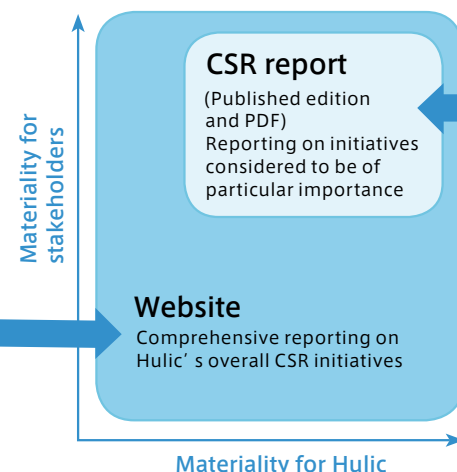 CSR report
(Published edition
and PDF)
Reporting on initiatives
considered to be of
particular importance
Materiality for
stakeholders
Website
Comprehensive reporting on
Hulic’ s overall CSR initiatives
Materiality for Hulic